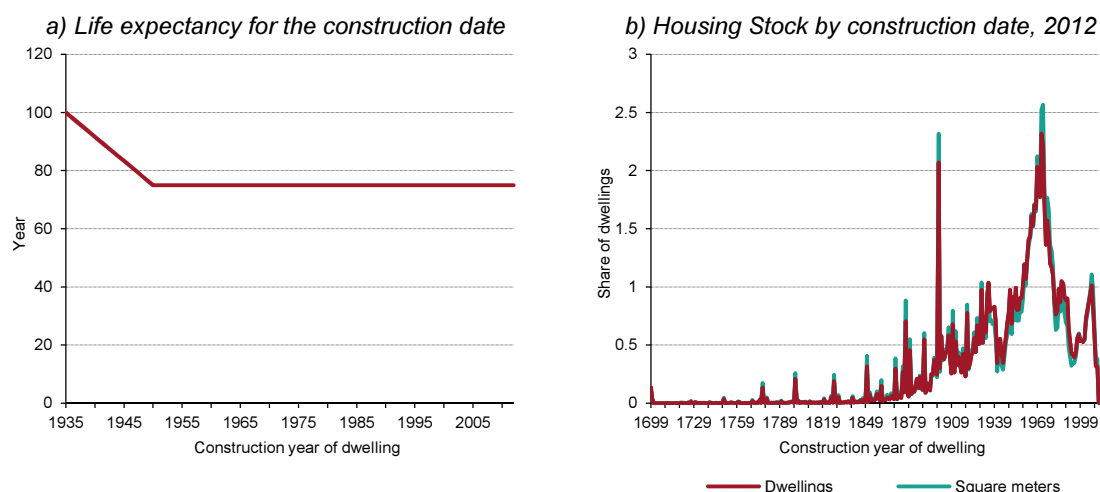 a) Life expectancy for the construction date
120
100
80
60
40
20
0
Year
1935 1945 1955 1965 1975 1985 1995 2005
Construction year of dwelling
b) Housing Stock by construction date, 2012
3
2.5
2
1.5
1
0.5
0
Share of dwellings
1699 1729 1759 1789 1819 1849 1879 1909 1939 1969 1999
Construction year of dwelling
Dwellings Square meters